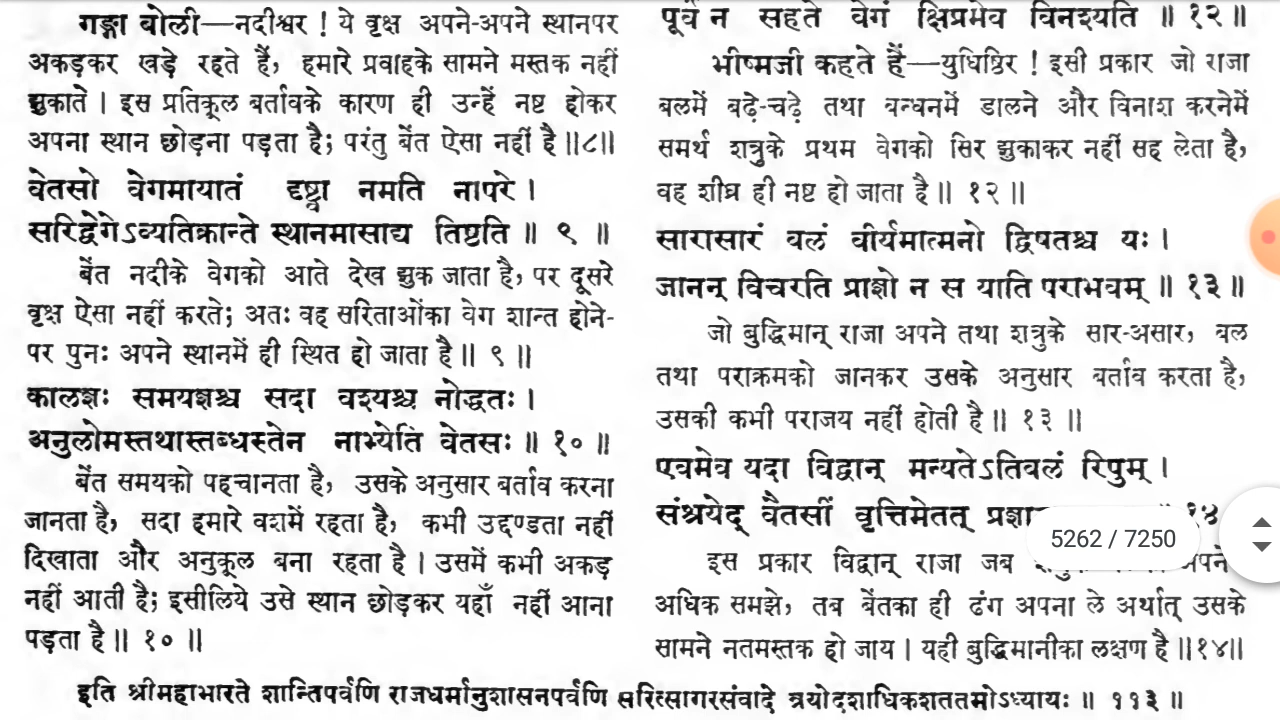 गङ्गा बोली—नदीश्वर ! ये वृक्ष अपने-अपने स्थानपर
अकड़कर खड़े रहते हैं, हमारे प्रवाहके सामने मस्तक नहीं
झुकाते । इस प्रतिकूल बर्तावके कारण ही उन्हें नष्ट होकर
अपना स्थान छोड़ना पड़ता है; परंतु बेंत ऐसा नहीं है ॥८॥
वेतसो वेगमायातं दृष्ट्वा नमति नापरे ।
सरिद्वेगेऽव्यतिक्रान्ते स्थानमासाद्य तिष्ठति ॥ ९ ॥
बेंत नदीके वेगको आते देख झुक जाता है, पर दूसरे
वृक्ष ऐसा नहीं करते; अतः वह सरिताओंका वेग शान्त होने-
पर पुनः अपने स्थानमें ही स्थित हो जाता है ॥ ९ ॥
कालज्ञः समयज्ञश्च सदा वश्यश्च नोद्धतः ।
अनुलोमस्तथास्तब्धस्तेन नाभ्येति वेतसः ॥ १० ॥
बेंत समयको पहचानता है, उसके अनुसार बर्ताव करना
जानता है, सदा हमारे वशमें रहता है, कभी उद्दण्डता नहीं
दिखाता और अनुकूल बना रहता है । उसमें कभी अकड़
नहीं आती है; इसीलिये उसे स्थान छोड़कर यहाँ नहीं आना
पड़ता है ॥ १० ॥
पूर्वं न सहते वेगं क्षिप्रमेव विनश्यति ॥ १२ ॥
भीष्मजी कहते हैं—युधिष्ठिर ! इसी प्रकार जो राजा
बलमें बढ़े-चढ़े तथा बन्धनमें डालने और विनाश करनेमें
समर्थ शत्रुके प्रथम वेगको सिर झुकाकर नहीं सह लेता है,
वह शीघ्र ही नष्ट हो जाता है ॥ १२ ॥
सारासारं बलं वीर्यमात्मनो द्विषतश्च यः ।
जानन् विचरति प्राज्ञो न स याति पराभवम् ॥ १३ ॥
जो बुद्धिमान् राजा अपने तथा शत्रुके सार-असार, बल
तथा पराक्रमको जानकर उसके अनुसार बर्ताव करता है,
उसकी कभी पराजय नहीं होती है ॥ १३ ॥
एवमेव यदा विद्वान् मन्यतेऽतिबलं रिपुम् ।
संश्रयेद् वैतसीं वृत्तिमेतत् १४
5262 / 7250
इस प्रकार विद्वान् राजा जब अपने
अधिक समझे, तब बेंतका ही ढंग अपना ले अर्थात् उसके
सामने नतमस्तक हो जाय । यही बुद्धिमानीका लक्षण है ॥१४॥
इति श्रीमहाभारते शान्तिपर्वणि राजधर्मानुशासनपर्वणि सरित्सागरसंवादे त्रयोदशाधिकशततमोऽध्यायः ॥ ११३ ॥